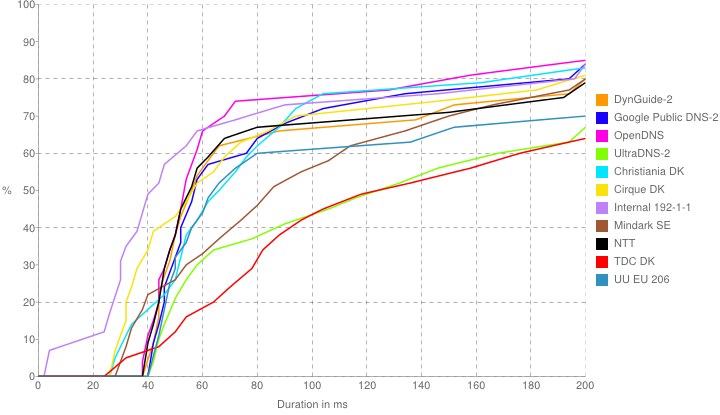 100
90
80
70
60
50
40
30
20
10
0
%
0 20 40 60 80 100 120 140 160 180 200
Duration in ms
DynGuide-2
Google Public DNS-2
OpenDNS
UltraDNS-2
Christiania DK
Cirque DK
Internal 192-1-1
Mindark SE
NTT
TDC DK
UU EU 206